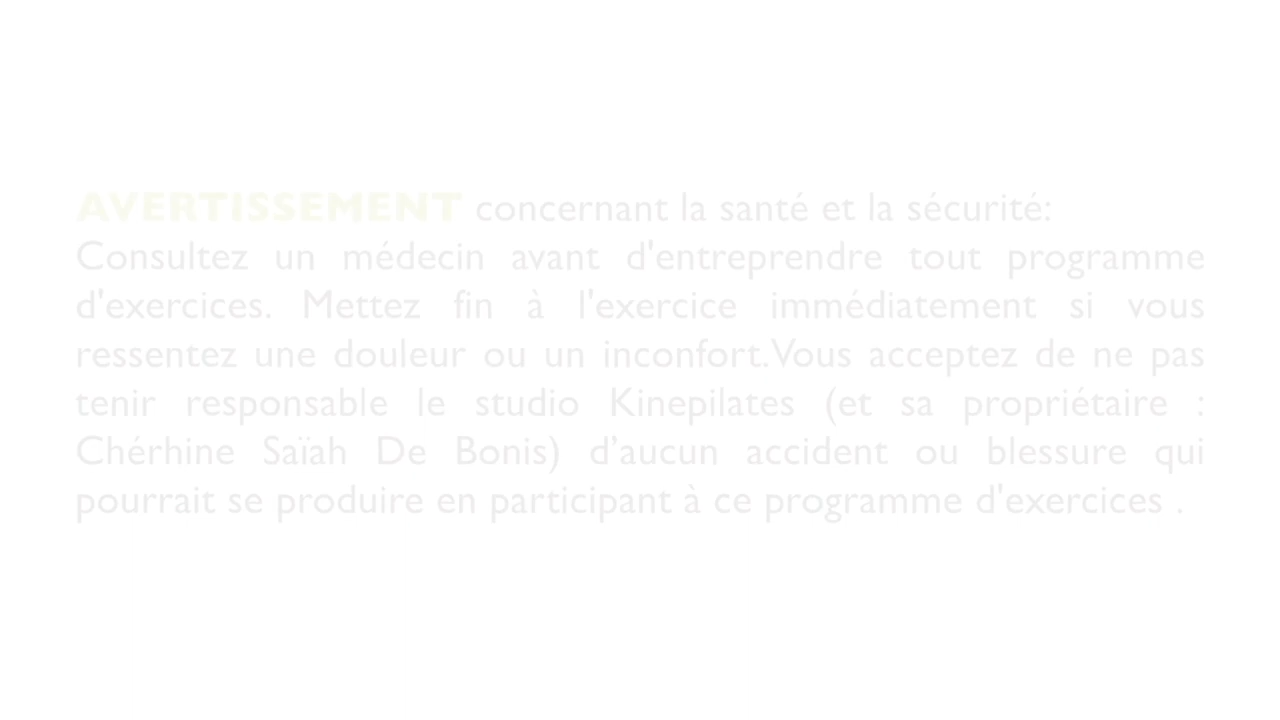 AVERTISSEMENT concernant la santé et la sécurité:
Consultez un médecin avant d'entreprendre tout programme
d'exercices. Mettez fin à l'exercice immédiatement si vous
ressentez une douleur ou un inconfort. Vous acceptez de ne pas
tenir responsable le studio Kinepilates (et sa propriétaire :
Chérhine Saïah De Bonis) d’aucun accident ou blessure qui
pourrait se produire en participant à ce programme d'exercices .